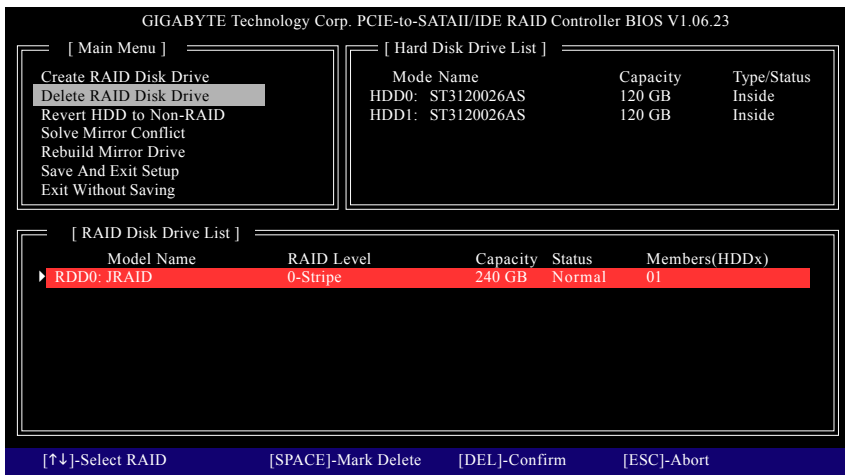 GIGABYTE Technology Corp. PCIE-to-SATAII/IDE RAID Controller BIOS V1.06.23
[ Main Menu ]
Create RAID Disk Drive
Delete RAID Disk Drive
Revert HDD to Non-RAID
Solve Mirror Conflict
Rebuild Mirror Drive
Save And Exit Setup
Exit Without Saving
[ Hard Disk Drive List ]
Mode Name Capacity Type/Status
HDD0: ST3120026AS 120 GB Inside
HDD1: ST3120026AS 120 GB Inside
[ RAID Disk Drive List ]
Model Name RAID Level Capacity Status Members(HDDx)
RDD0: JRAID 0-Stripe 240 GB Normal 01
[↑↓]-Select RAID [SPACE]-Mark Delete [DEL]-Confirm [ESC]-Abort